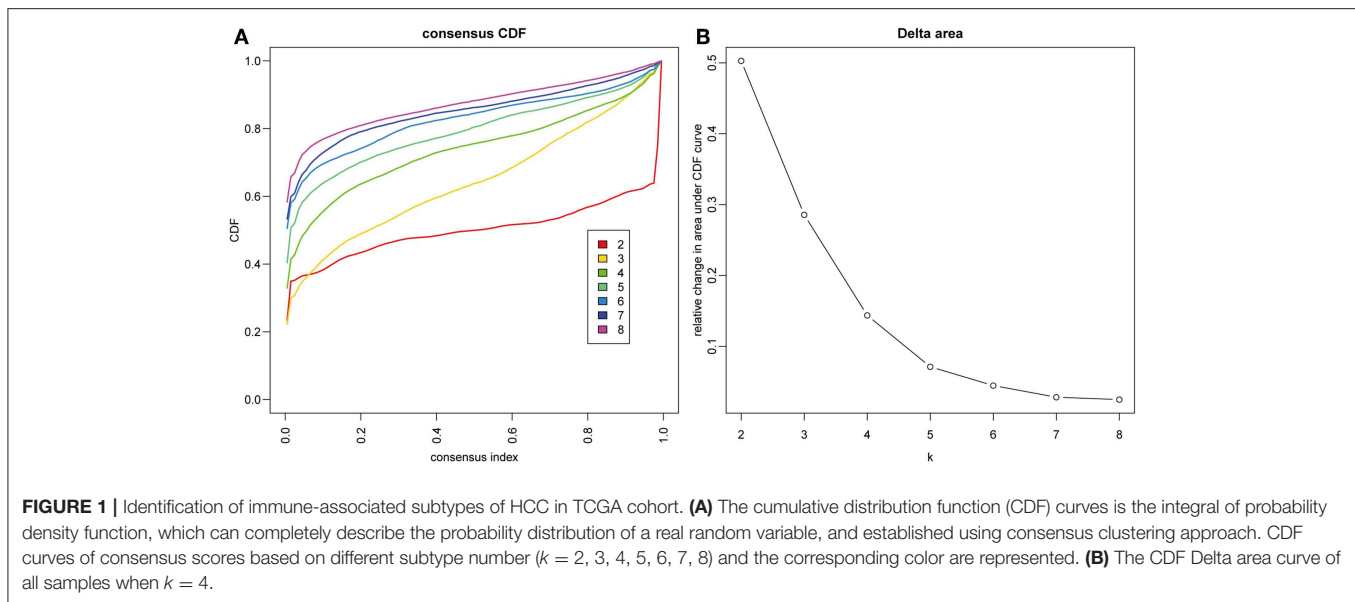 A
consensus CDF
CDF
1.0
0.8
0.6
0.4
0.2
0.0
0.0
0.2
0.4
0.6
0.8
1.0
consensus index
2
3
4
5
6
7
8
B
Delta area
relative change in area under CDF curve
0.5
0.4
0.3
0.2
0.1
2
3
4
5
6
7
8
k
FIGURE 1 | Identification of immune-associated subtypes of HCC in TCGA cohort. (A) The cumulative distribution function (CDF) curves is the integral of probability
density function, which can completely describe the probability distribution of a real random variable, and established using consensus clustering approach. CDF
curves of consensus scores based on different subtype number (k = 2, 3, 4, 5, 6, 7, 8) and the corresponding color are represented. (B) The CDF Delta area curve of
all samples when k = 4.